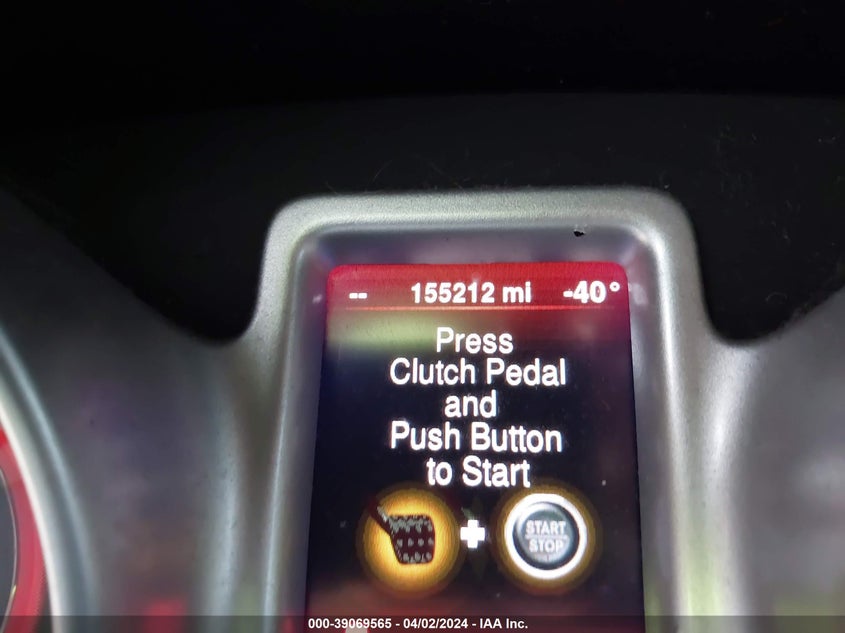 -- 155212 mi -40°
Press
Clutch Pedal
and
Push Button
to Start
+
START
STOP
000-39069565 - 04/02/2024 - IAA Inc.